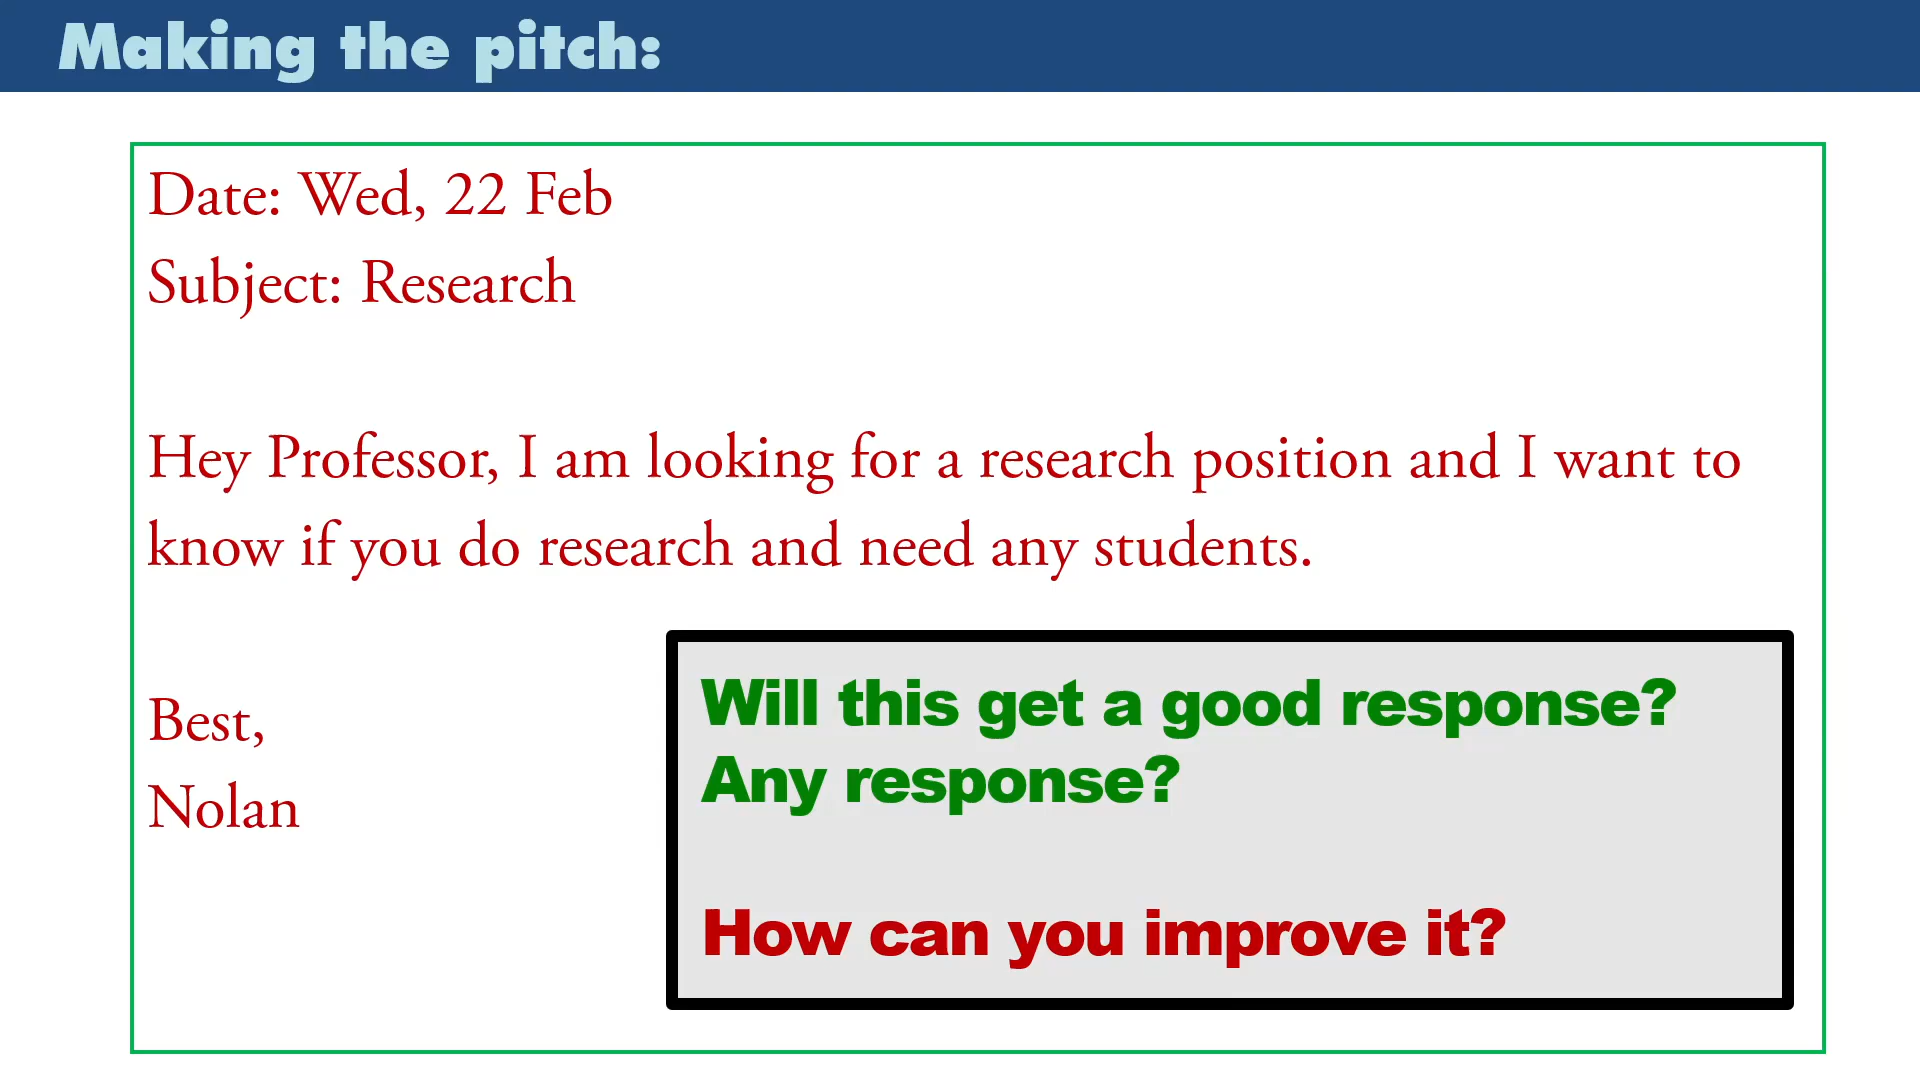 Making the pitch:
Date: Wed, 22 Feb
Subject: Research
Hey Professor, I am looking for a research position and I want to
know if you do research and need any students.
Best,
Nolan
Will this get a good response?
Any response?
How can you improve it?